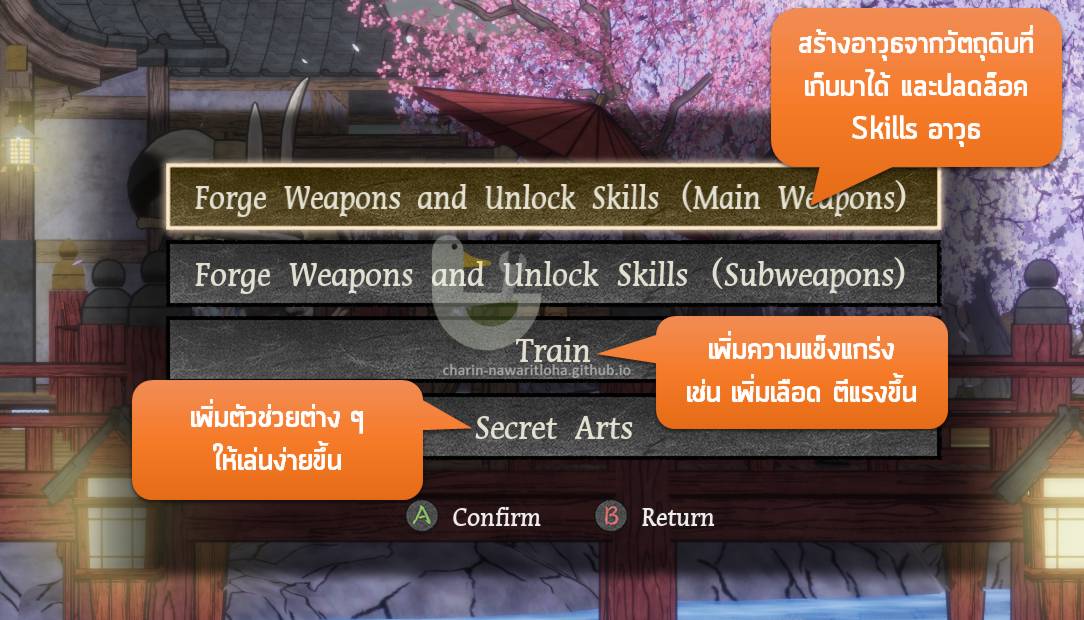 สร้างอาวุธจากวัตถุดิบที่
เก็บมาได้ และปลดล็อค
Skills อาวุธ
Forge Weapons and Unlock Skills (Main Weapons)
Forge Weapons and Unlock Skills (Subweapons)
Train
charin-nawaritloha.github.io
เพิ่มความแข็งแกร่ง
เช่น เพิ่มเลือด ตีแรงขึ้น
เพิ่มตัวช่วยต่าง ๆ
ให้เล่นง่ายขึ้น
Secret Arts
A Confirm B Return